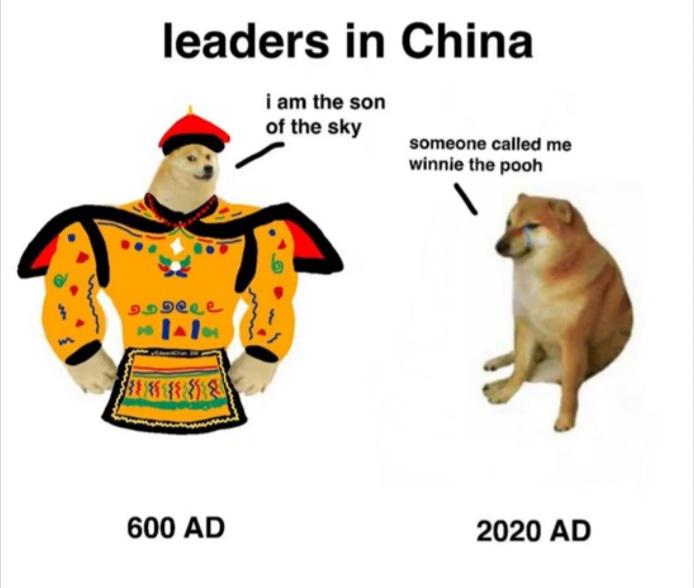 leaders in China
i am the son
of the sky
someone called me
winnie the pooh
600 AD
2020 AD